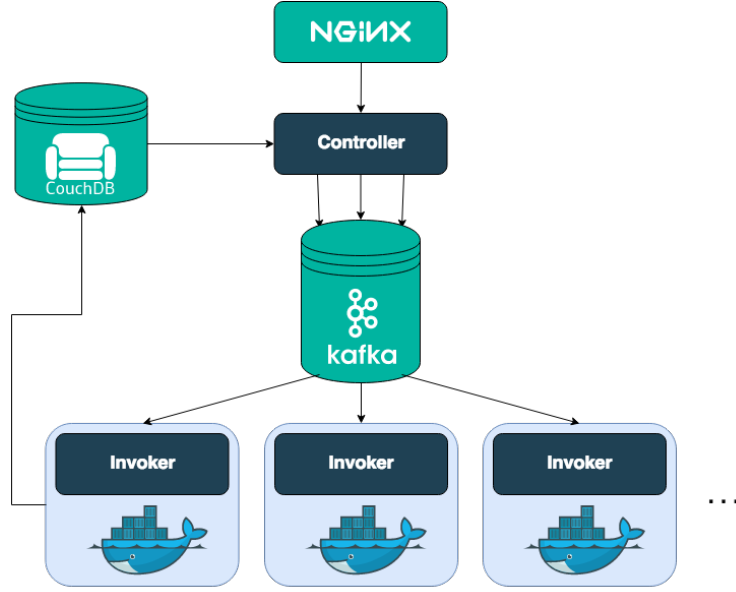 NGINX
Controller
CouchDB
kafka
Invoker
Invoker
Invoker
...